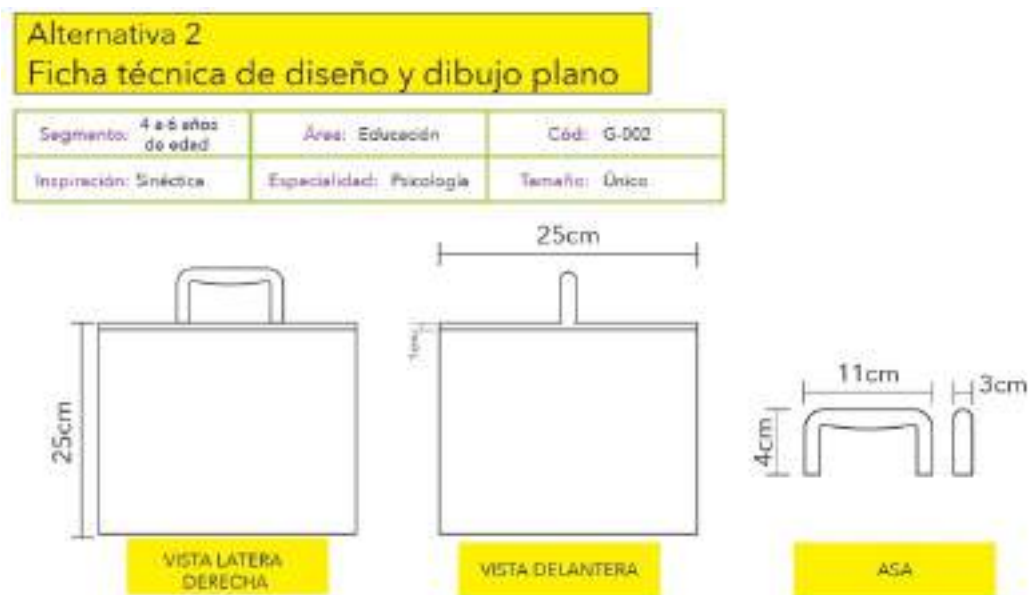 Alternativa 2
Ficha técnica de diseño y dibujo plano
Segmento: 4 a 6 años
de edad
Área: Educación
Cód: G-002
Inspiración: Sinéctica
Especialidad: Psicología
Tamaño: Único
25cm
25cm
1cm
11cm
3cm
4cm
VISTA LATERA
DERECHA
VISTA DELANTERA
ASA